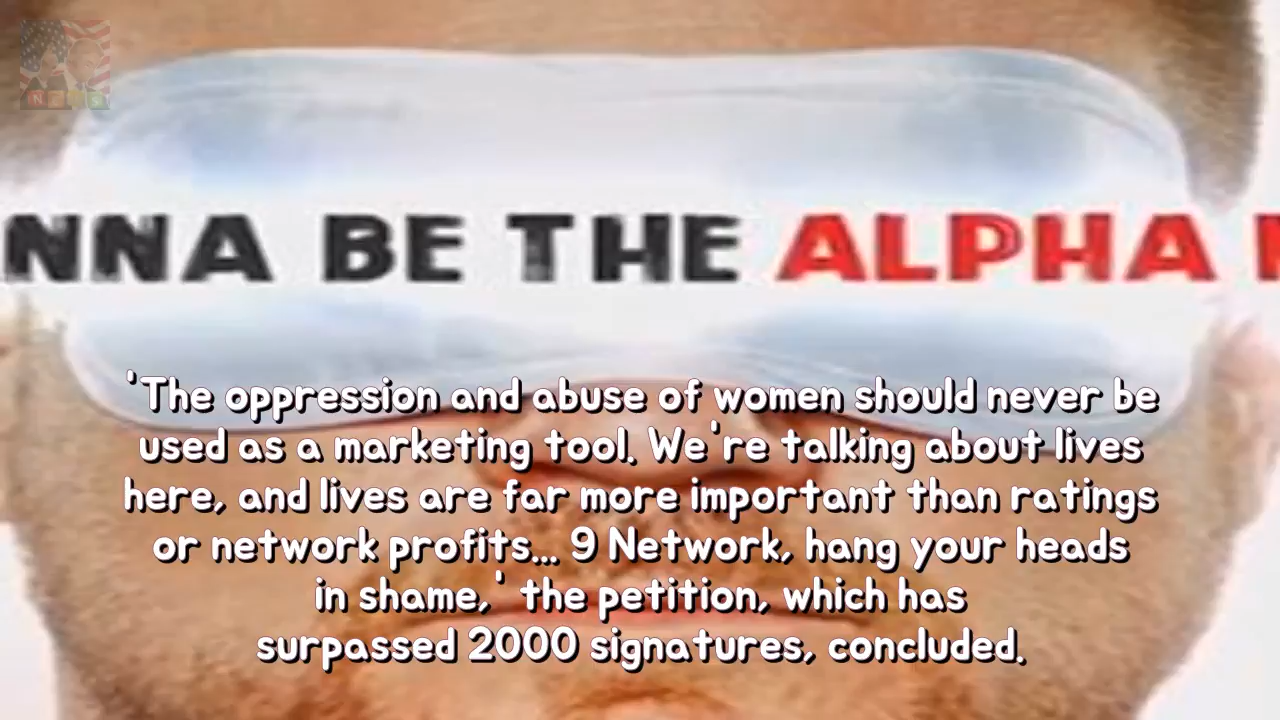 NEWS
NNA BE THE ALPHA
'The oppression and abuse of women should never be
used as a marketing tool. We're talking about lives
here, and lives are far more important than ratings
or network profits... 9 Network, hang your heads
in shame,' the petition, which has
surpassed 2000 signatures, concluded.